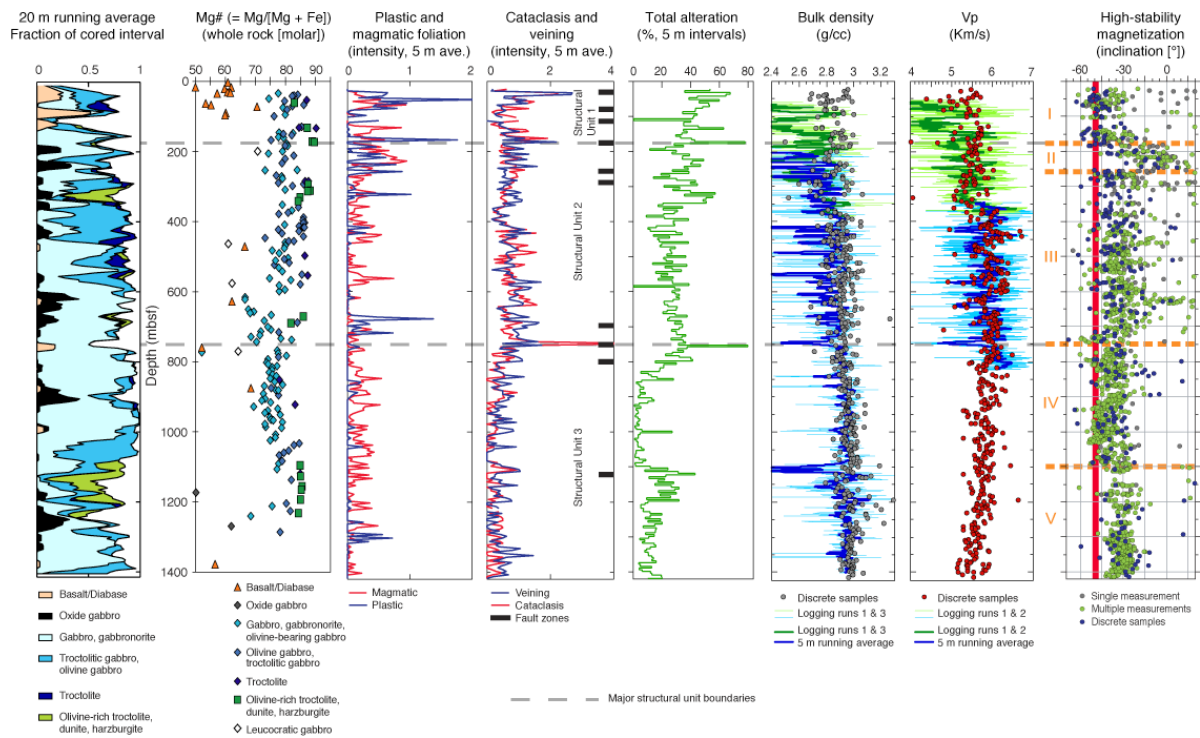 20 m running average
Fraction of cored interval
Mg# (= Mg/[Mg + Fe])
(whole rock [molar])
Plastic and
magmatic foliation
(intensity, 5 m ave.)
Cataclasis and
veining
(intensity, 5 m ave.)
Total alteration
(%, 5 m intervals)
Bulk density
(g/cc)
Vp
(Km/s)
High-stability
magnetization
(inclination [°])
0 0.5 1
50 60 70 80 90
0 1 2
0 1 2 3 4
0 20 40 60 80
2.4 2.6 2.8 3 3.2
4 5 6 7
-60 -30 0
0
200
400
600
800
1000
1200
1400
Depth (mbsf)
Structural
Unit 1
Structural Unit 2
Structural Unit 3
I
II
III
IV
V
Basalt/Diabase
Oxide gabbro
Gabbro, gabbronorite
Troctolitic gabbro,
olivine gabbro
Troctolite
Olivine-rich troctolite,
dunite, harzburgite
Basalt/Diabase
Oxide gabbro
Gabbro, gabbronorite,
olivine-bearing gabbro
Olivine gabbro,
troctolitic gabbro
Troctolite
Olivine-rich troctolite,
dunite, harzburgite
Leucocratic gabbro
Magmatic
Plastic
Veining
Cataclasis
Fault zones
Discrete samples
Logging runs 1 & 3
Logging runs 1 & 3
5 m running average
Discrete samples
Logging runs 1 & 2
Logging runs 1 & 2
5 m running average
Single measurement
Multiple measurements
Discrete samples
Major structural unit boundaries